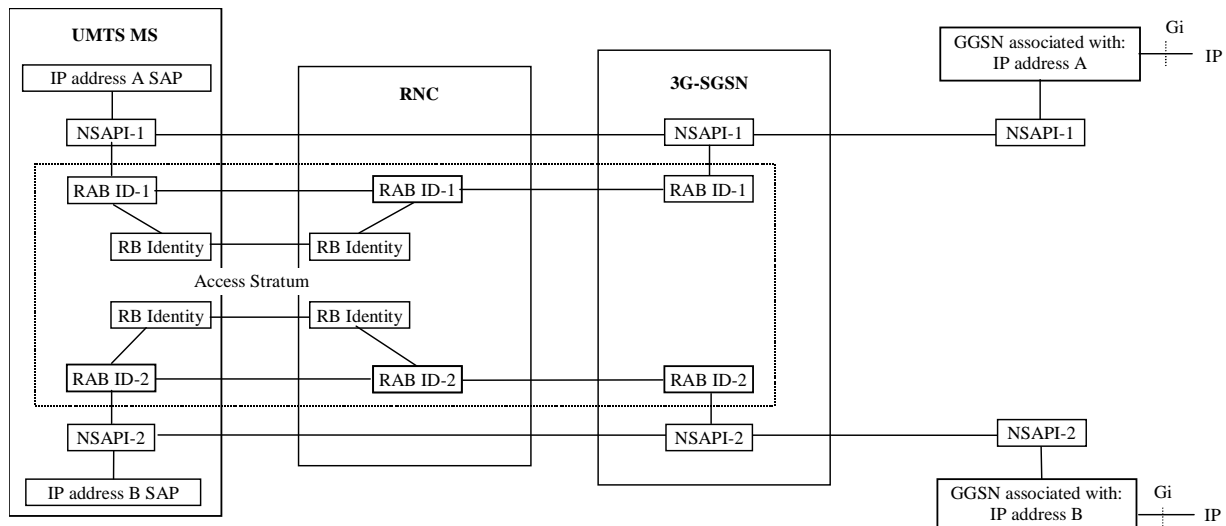 UMTS MS
IP address A SAP
NSAPI-1
RAB ID-1
RB Identity
RNC
RAB ID-1
RB Identity
3G-SGSN
NSAPI-1
RAB ID-1
GGSN associated with:
IP address A
Gi
IP
NSAPI-1
Access Stratum
RB Identity
RAB ID-2
NSAPI-2
IP address B SAP
RB Identity
RAB ID-2
RAB ID-2
NSAPI-2
NSAPI-2
GGSN associated with:
IP address B
Gi
IP